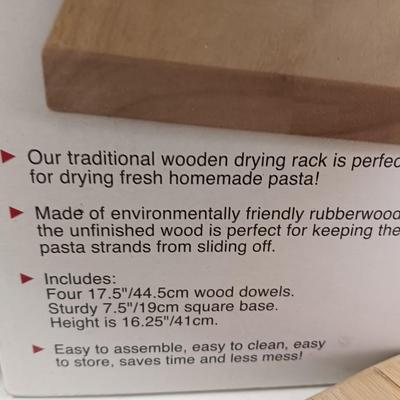 Our traditional wooden drying rack is perfec
for drying fresh homemade pasta!
Made of environmentally friendly rubberwood
the unfinished wood is perfect for keeping the
pasta strands from sliding off.
Includes:
Four 17.5"/44.5cm wood dowels.
Sturdy 7.5"/19cm square base.
Height is 16.25"/41cm.
Easy to assemble, easy to clean, easy
to store, saves time and less mess!